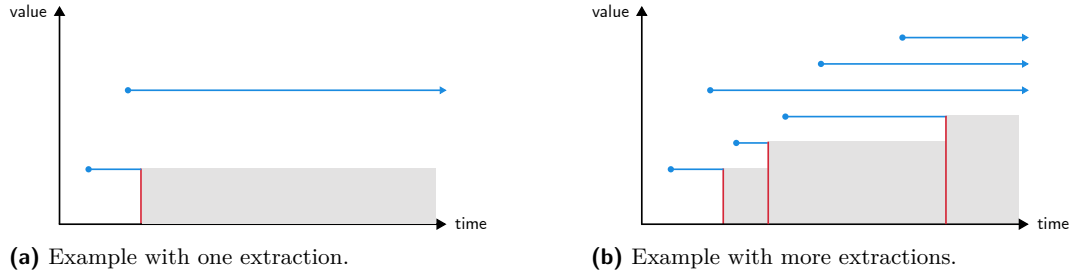 value
time
(a) Example with one extraction.
value
time
(b) Example with more extractions.